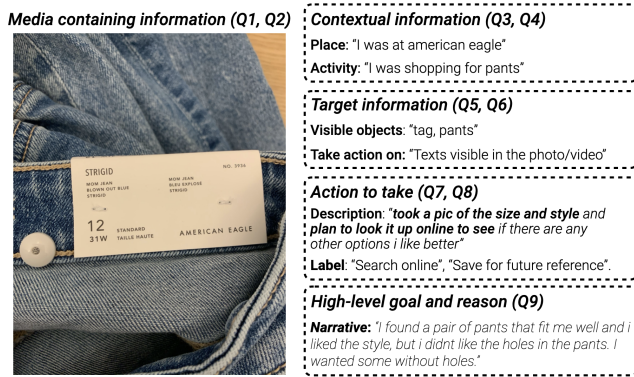 Media containing information (Q1, Q2)
STRIGID
NO. 3936
MOM JEAN
BLOWN OUT BLUE
STRIGID
MOM JEAN
BLEU EXPLOSE
STRIGID
12
31W
STANDARD
TAILLE HAUTE
AMERICAN EAGLE
Contextual information (Q3, Q4)
Place: “I was at american eagle”
Activity: “I was shopping for pants”
Target information (Q5, Q6)
Visible objects: “tag, pants”
Take action on: “Texts visible in the photo/video”
Action to take (Q7, Q8)
Description: “took a pic of the size and style and
plan to look it up online to see if there are any
other options i like better”
Label: “Search online”, “Save for future reference”.
High-level goal and reason (Q9)
Narrative: “I found a pair of pants that fit me well and i
liked the style, but i didnt like the holes in the pants. I
wanted some without holes.”